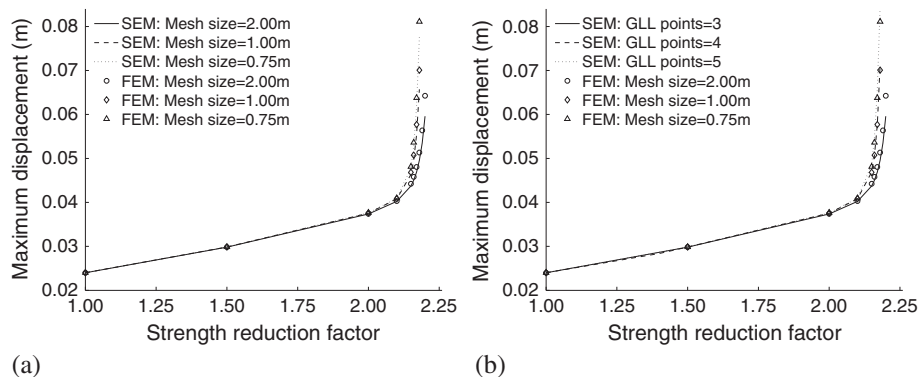 0.08
0.07
0.06
0.05
0.04
0.03
0.02
Maximum displacement (m)
SEM: Mesh size=2.00m
SEM: Mesh size=1.00m
SEM: Mesh size=0.75m
FEM: Mesh size=2.00m
FEM: Mesh size=1.00m
FEM: Mesh size=0.75m
1.00 1.25 1.50 1.75 2.00 2.25
Strength reduction factor
(a)
0.08
0.07
0.06
0.05
0.04
0.03
0.02
Maximum displacement (m)
SEM: GLL points=3
SEM: GLL points=4
SEM: GLL points=5
FEM: Mesh size=2.00m
FEM: Mesh size=1.00m
FEM: Mesh size=0.75m
1.00 1.25 1.50 1.75 2.00 2.25
Strength reduction factor
(b)